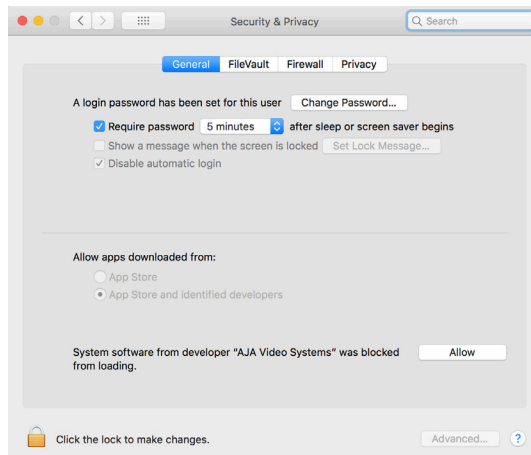 Security & Privacy
Search
General FileVault Firewall Privacy
A login password has been set for this user Change Password...
Require password 5 minutes after sleep or screen saver begins
Show a message when the screen is locked Set Lock Message...
Disable automatic login
Allow apps downloaded from:
App Store
App Store and identified developers
System software from developer “AJA Video Systems” was blocked Allow
from loading.
Click the lock to make changes. Advanced... ?